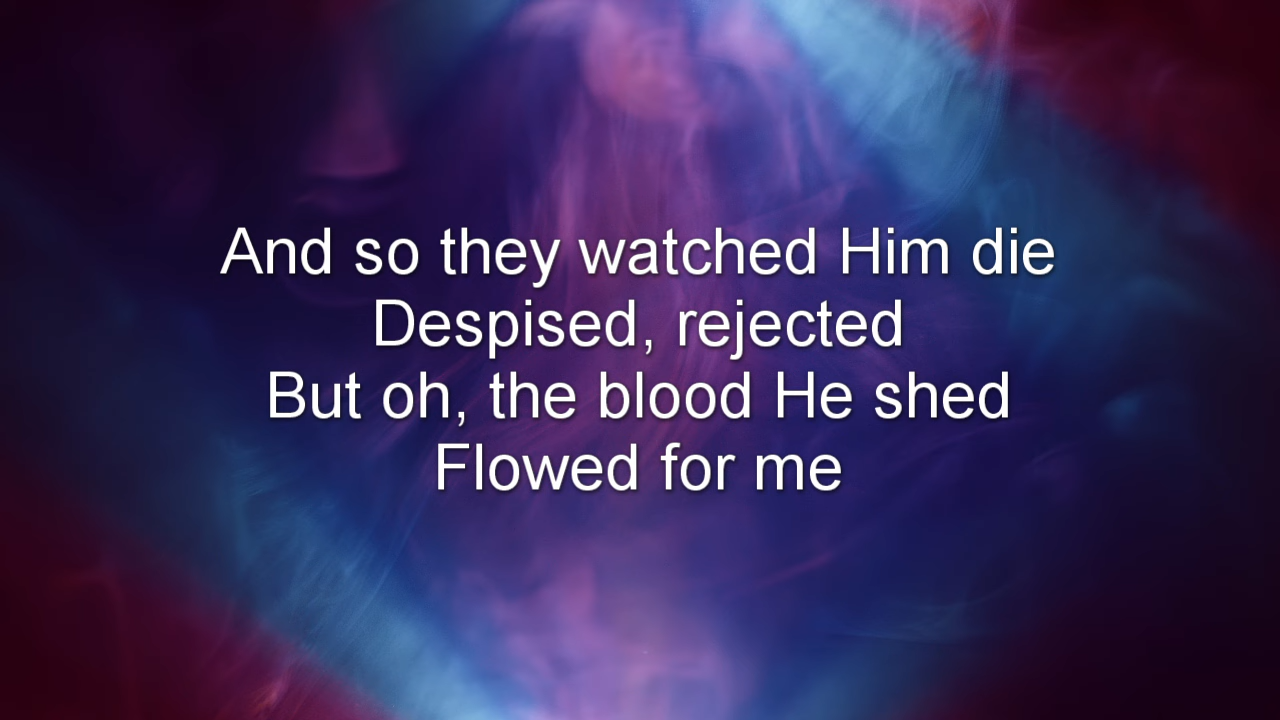 And so they watched Him die
Despised, rejected
But oh, the blood He shed
Flowed for me